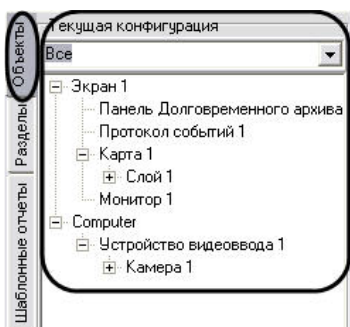 Текущая конфигурация
Все
Экран 1
Панель Долговременного архива
Протокол событий 1
Карта 1
Слой 1
Монитор 1
Computer
Устройство видеоввода 1
Камера 1
Объекты
Разделы
Шаблонные отчеты